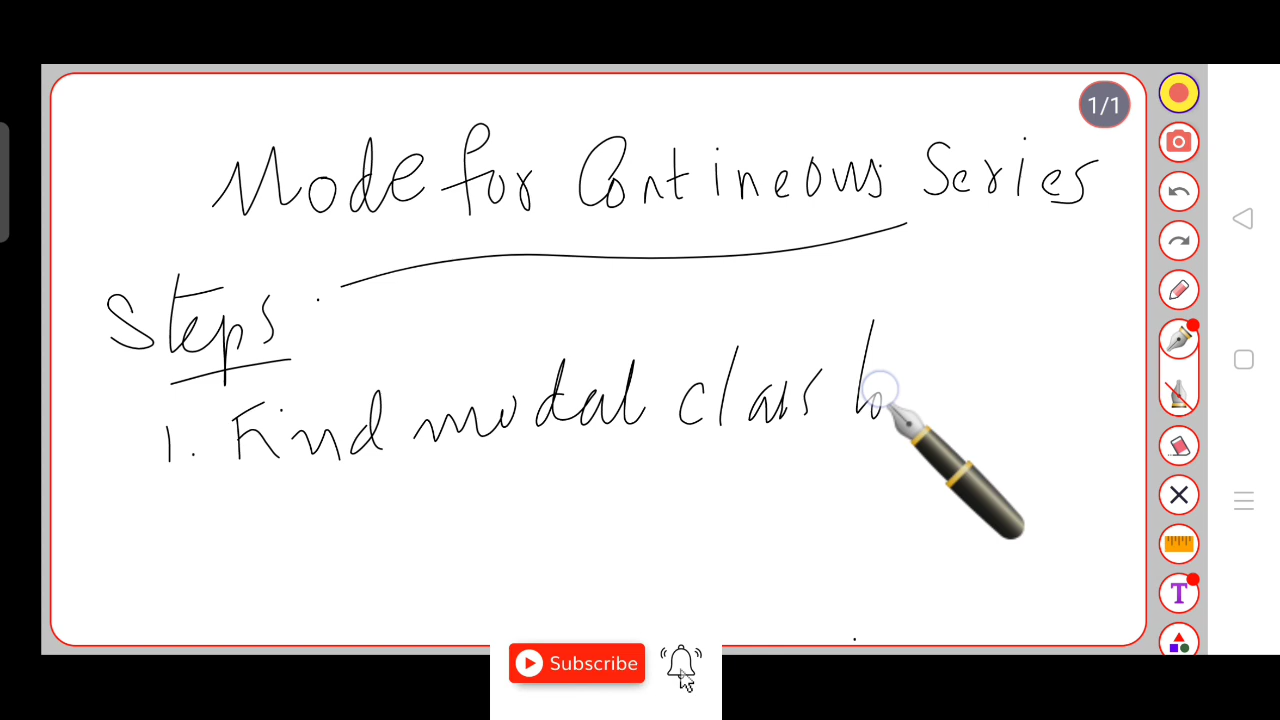 1/1
Mode for Contineous Series
Steps
1. Find modal class
T
Subscribe